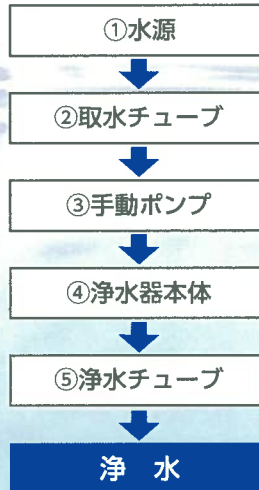 ①水源
②取水チューブ
③手動ポンプ
④浄水器本体
⑤浄水チューブ
浄　水